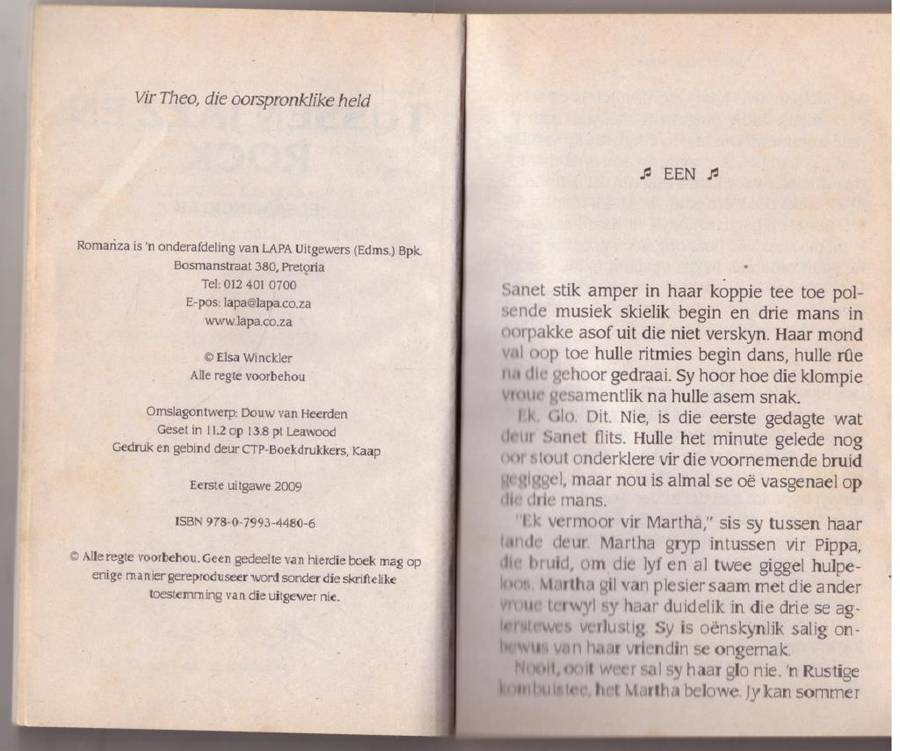 Vir Theo, die oorspronklike held
Romanza is 'n onderafdeling van LAPA Uitgewers (Edms.) Bpk.
Bosmanstraat 380, Pretoria
Tel: 012 401 0700
E-pos: lapa@lapa.co.za
www.lapa.co.za
© Elsa Winckler
Alle regte voorbehou
Omslagontwerp: Douw van Heerden
Geset in 11.2 op 13.8 pt Leawood
Gedruk en gebind deur CTP-Boekdrukkers, Kaap
Eerste uitgawe 2009
ISBN 978-0-7993-4480-6
© Alle regte voorbehou. Geen gedeelte van hierdie boek mag op
enige manier gereproduseer word sonder die skriftelike
toestemming van die uitgewer nie.
♫ EEN ♫
Sanet stik amper in haar koppie tee toe pol-
sende musiek skielik begin en drie mans in
oorpakke asof uit die niet verskyn. Haar mond
val oop toe hulle ritmies begin dans, hulle rûe
na die gehoor gedraai. Sy hoor hoe die klompie
vroue gesamentlik na hulle asem snak.
Ek. Glo. Dit. Nie, is die eerste gedagte wat
deur Sanet flits. Hulle het minute gelede nog
oor stout onderklere vir die voornemende bruid
gegiggel, maar nou is almal se oë vasgenael op
die drie mans.
"Ek vermoor vir Martha," sis sy tussen haar
tande deur. Martha gryp intussen vir Pippa,
die bruid, om die lyf en al twee giggel hulpe-
loos. Martha gil van plesier saam met die ander
vroue terwyl sy haar duidelik in die drie se ag-
terstewes verlustig. Sy is oënskynlik salig on-
bewus van haar vriendin se ongemak.
Nooit, ooit weer sal sy haar glo nie. 'n Rustige
kombuistee, het Martha belowe. Jy kan sommer